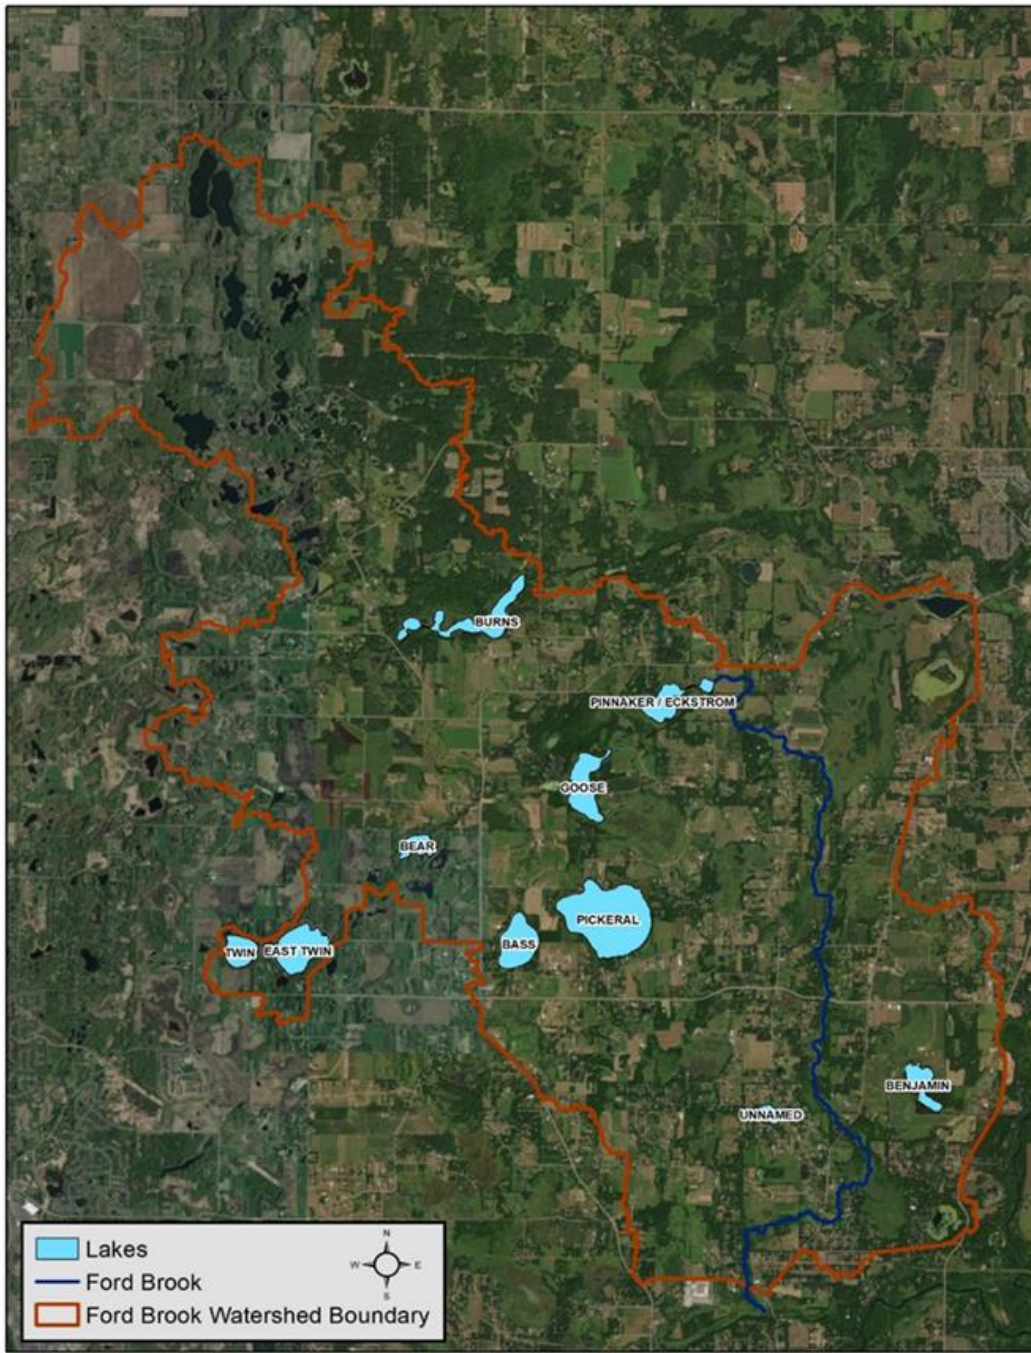 BURNS
PINNAKER / ECKSTROM
GOOSE
BEAR
PICKERAL
BASS
TWIN
EAST TWIN
BENJAMIN
UNNAMED
Lakes
Ford Brook
Ford Brook Watershed Boundary
N
W
E
S